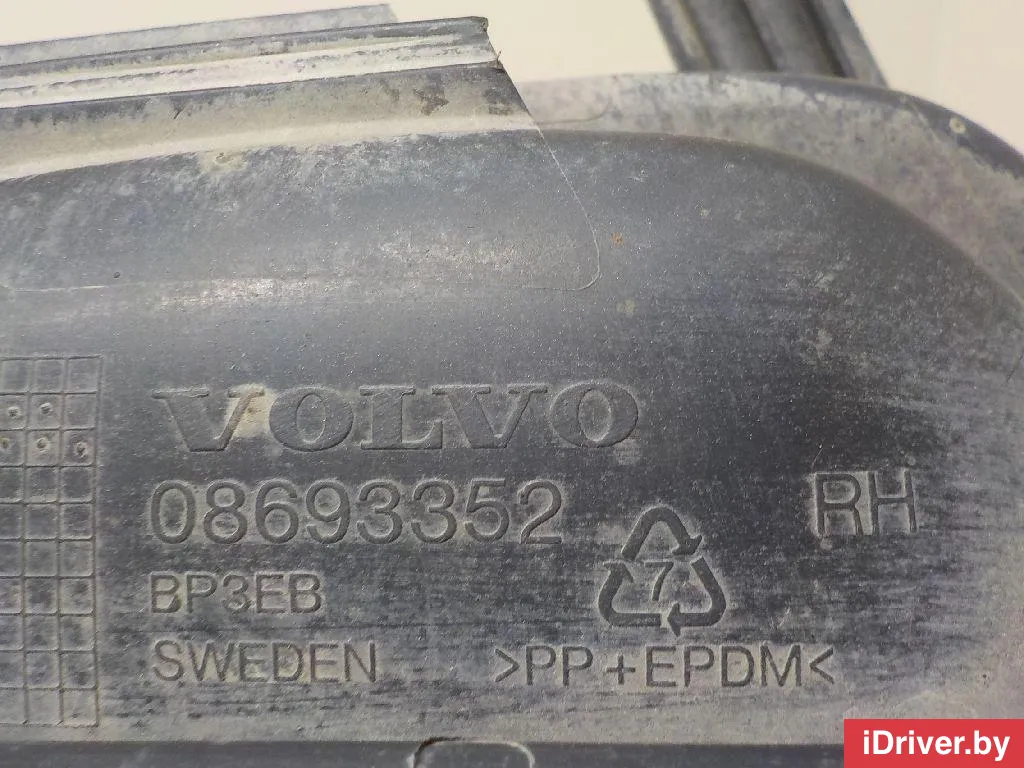 VOLVO
08693352 RH
BP3EB 7
SWEDEN >PP+EPDM<
iDriver.by